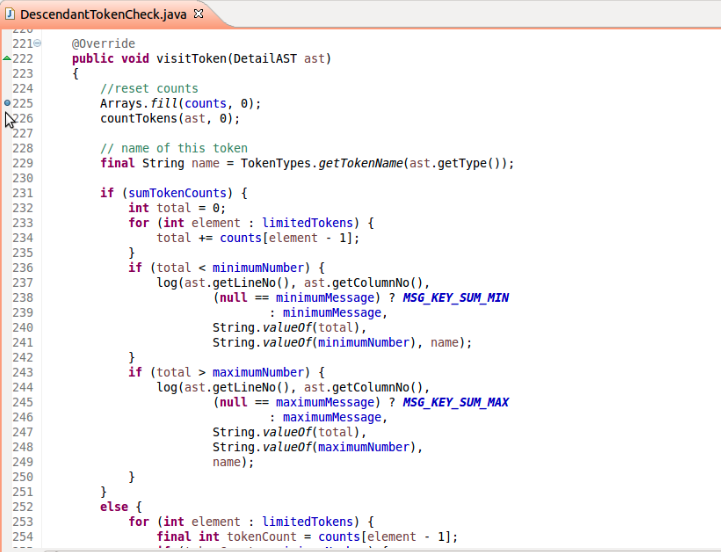 DescendantTokenCheck.java
221 @Override
222 public void visitToken(DetailAST ast)
223 {
224 //reset counts
225 Arrays.fill(counts, 0);
226 countTokens(ast, 0);
227
228 // name of this token
229 final String name = TokenTypes.getTokenName(ast.getType());
230
231 if (sumTokenCounts) {
232 int total = 0;
233 for (int element : limitedTokens) {
234 total += counts[element - 1];
235 }
236 if (total < minimumNumber) {
237 log(ast.getLineNo(), ast.getColumnNo(),
238 (null == minimumMessage) ? MSG_KEY_SUM_MIN
239 : minimumMessage,
240 String.valueOf(total),
241 String.valueOf(minimumNumber), name);
242 }
243 if (total > maximumNumber) {
244 log(ast.getLineNo(), ast.getColumnNo(),
245 (null == maximumMessage) ? MSG_KEY_SUM_MAX
246 : maximumMessage,
247 String.valueOf(total),
248 String.valueOf(maximumNumber),
249 name);
250 }
251 }
252 else {
253 for (int element : limitedTokens) {
254 final int tokenCount = counts[element - 1];